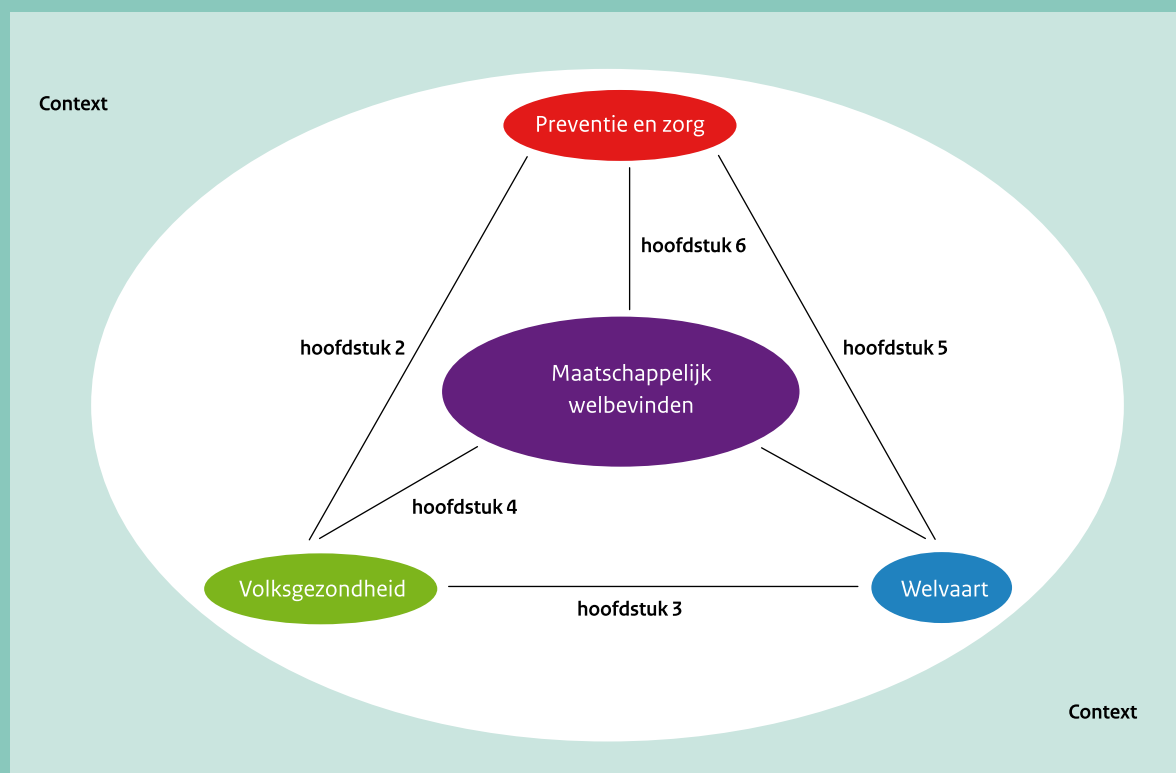 Context
Preventie en zorg
hoofdstuk 6
hoofdstuk 2
hoofdstuk 5
Maatschappelijk
welbevinden
hoofdstuk 4
Volksgezondheid
Welvaart
hoofdstuk 3
Context